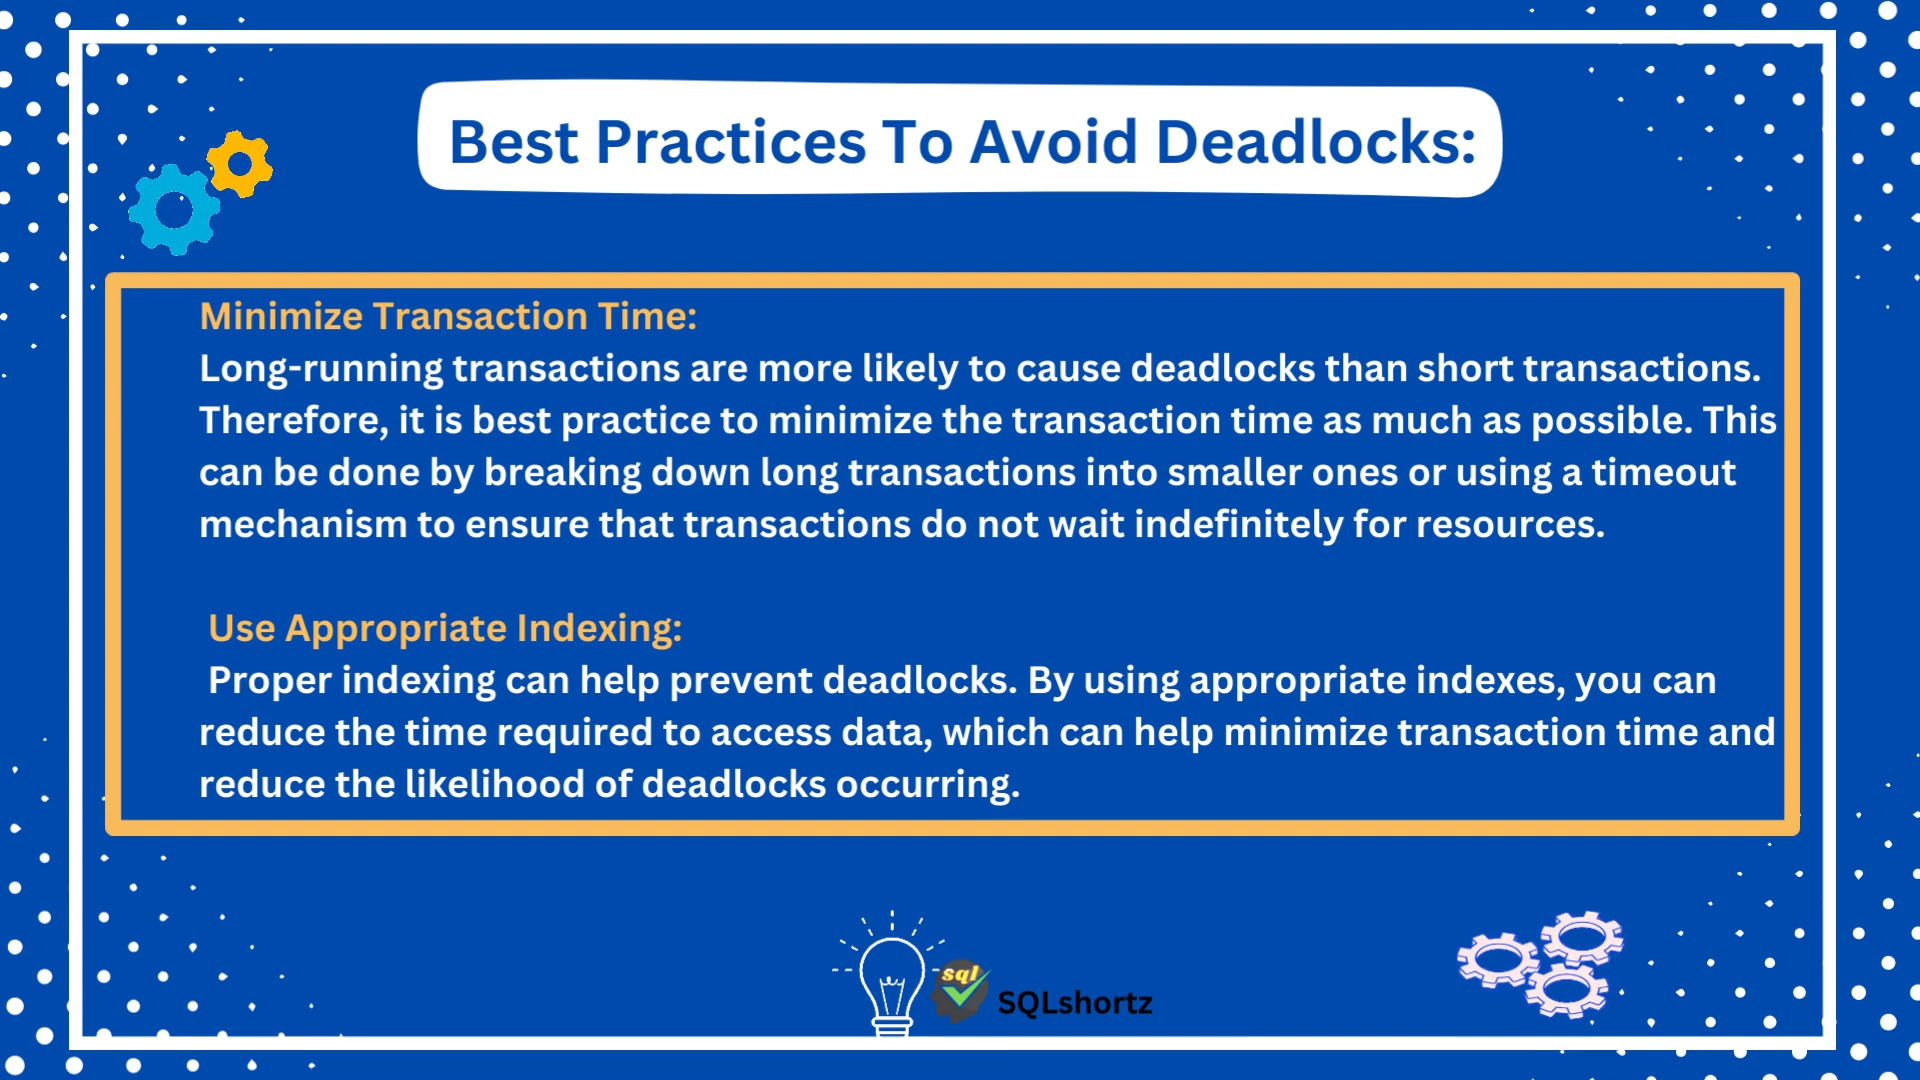 Best Practices To Avoid Deadlocks:
Minimize Transaction Time:
Long-running transactions are more likely to cause deadlocks than short transactions.
Therefore, it is best practice to minimize the transaction time as much as possible. This
can be done by breaking down long transactions into smaller ones or using a timeout
mechanism to ensure that transactions do not wait indefinitely for resources.
Use Appropriate Indexing:
Proper indexing can help prevent deadlocks. By using appropriate indexes, you can
reduce the time required to access data, which can help minimize transaction time and
reduce the likelihood of deadlocks occurring.
sql
SQLshortz